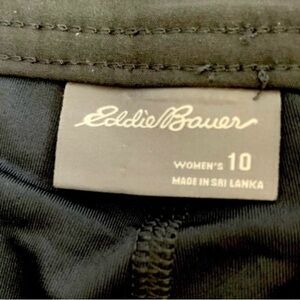 Eddie Bauer
WOMEN'S 10
MADE IN SRI LANKA